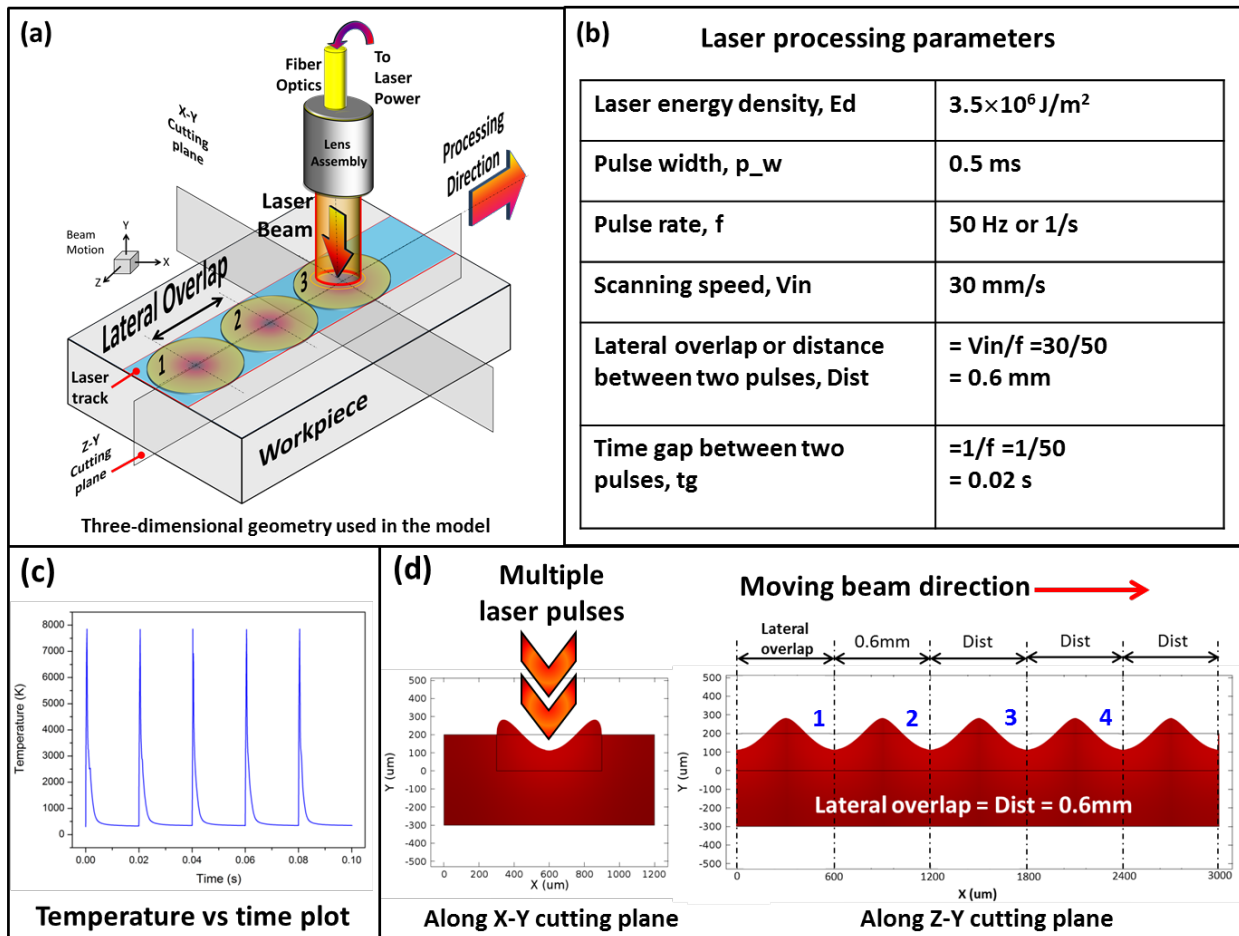 (a)
Fiber
Optics
To
Laser
Power
X-Y
Cutting
plane
Lens
Assembly
Processing
Direction
Laser
Beam
Beam
Motion
Y
X
Z
Lateral Overlap
1
2
3
Laser
track
Workpiece
Z-Y
Cutting
plane
Three-dimensional geometry used in the model
(b)
Laser processing parameters
Laser energy density, Ed
3.5×10⁶ J/m²
Pulse width, p_w
0.5 ms
Pulse rate, f
50 Hz or 1/s
Scanning speed, Vin
30 mm/s
Lateral overlap or distance
between two pulses, Dist
= Vin/f =30/50
= 0.6 mm
Time gap between two
pulses, tg
=1/f =1/50
= 0.02 s
(c)
Temperature (K)
8000
7000
6000
5000
4000
3000
2000
1000
0
0.00 0.02 0.04 0.06 0.08 0.10
Time (s)
Temperature vs time plot
(d)
Multiple
laser pulses
Y (um)
500
400
300
200
100
0
-100
-200
-300
-400
-500
0 200 400 600 800 1000 1200
X (um)
Along X-Y cutting plane
Moving beam direction
Lateral
overlap
0.6mm
Dist
Dist
Dist
Y (um)
500
400
300
200
100
0
-100
-200
-300
-400
-500
1
2
3
4
Lateral overlap = Dist = 0.6mm
0 600 1200 1800 2400 3000
X (um)
Along Z-Y cutting plane